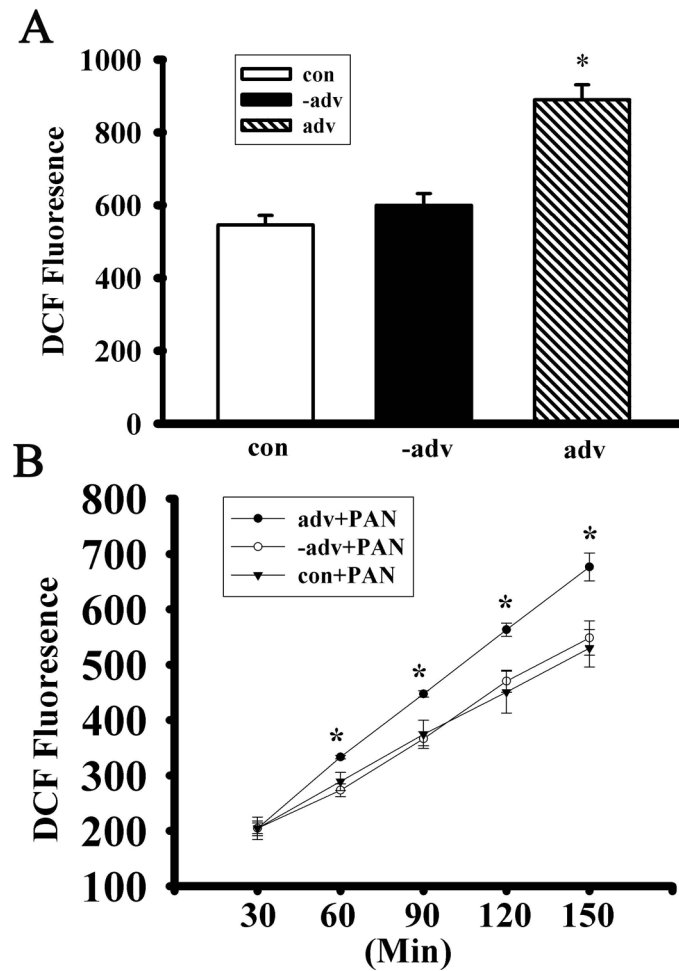 A
1000
800
600
400
200
0
DCF Fluoresence
con
-adv
adv
*
con
-adv
adv
B
800
700
600
500
400
300
200
100
DCF Fluoresence
adv+PAN
-adv+PAN
con+PAN
*
*
*
*
30 60 90 120 150
(Min)